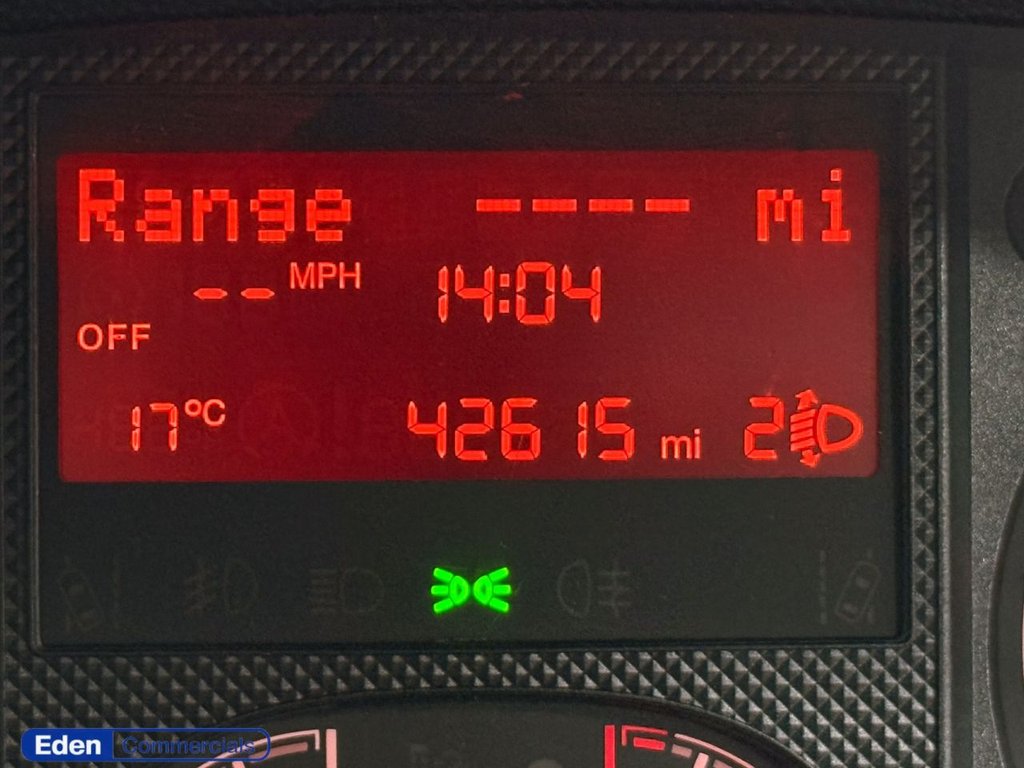 Range ---- mi
-- MPH 14:04
OFF
17°C 42615 mi 2
Eden Commercials